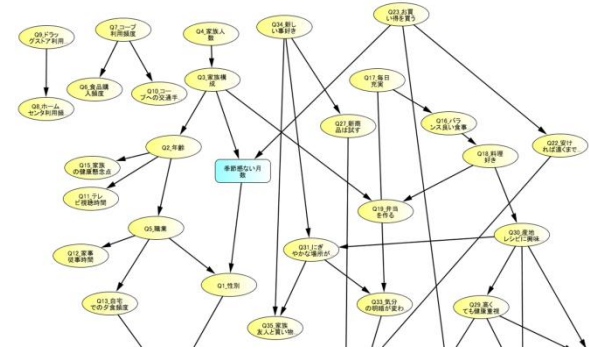 Q23_お買
い得を買う
Q34_新し
い事好き
Q7_コープ
利用頻度
Q4_家族人
数
Q9_ドラッ
グストア利用
Q3_家族構
成
Q17_毎日
充実
Q6_食品購
入頻度
Q10_コー
プへの交通手
Q8_ホーム
センタ利用頻
Q27_新商
品は試す
Q16_バラ
ンス良い食事
Q2_年齢
Q22_安け
れば遠くまで
Q18_料理
好き
Q15_家族
の健康懸念点
季節感ない月
数
Q11_テレ
ビ視聴時間
Q19_弁当
を作る
Q5_職業
Q30_産地
レシピに興味
Q31_にぎ
やかな場所が
Q12_家事
従事時間
Q1_性別
Q13_自宅
での夕食頻度
Q33_気分
の明暗が変わ
Q29_高く
ても健康重視
Q35_家族
友人と買い物